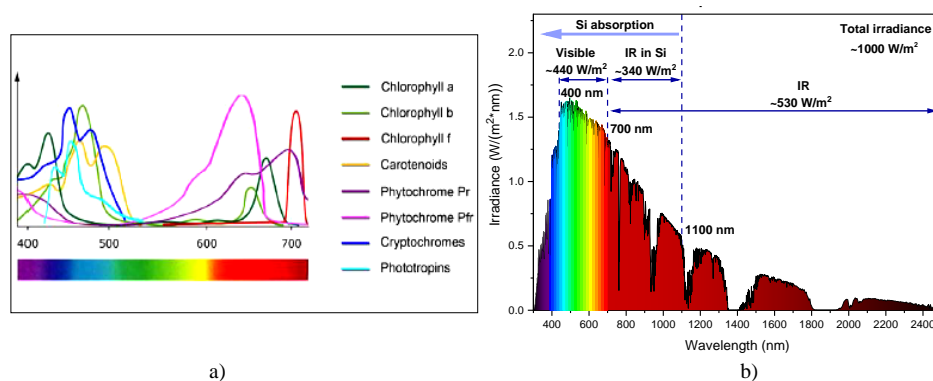 Chlorophyll a
Chlorophyll b
Chlorophyll f
Carotenoids
Phytochrome Pr
Phytochrome Pfr
Cryptochromes
Phototropins
400 500 600 700
a)
Si absorption
Total irradiance
~1000 W/m²
Visible
~440 W/m²
IR in Si
~340 W/m²
IR
~530 W/m²
400 nm
700 nm
1100 nm
Irradiance (W/(m²*nm))
2.0
1.5
1.0
0.5
0.0
400 600 800 1000 1200 1400 1600 1800 2000 2200 2400
Wavelength (nm)
b)